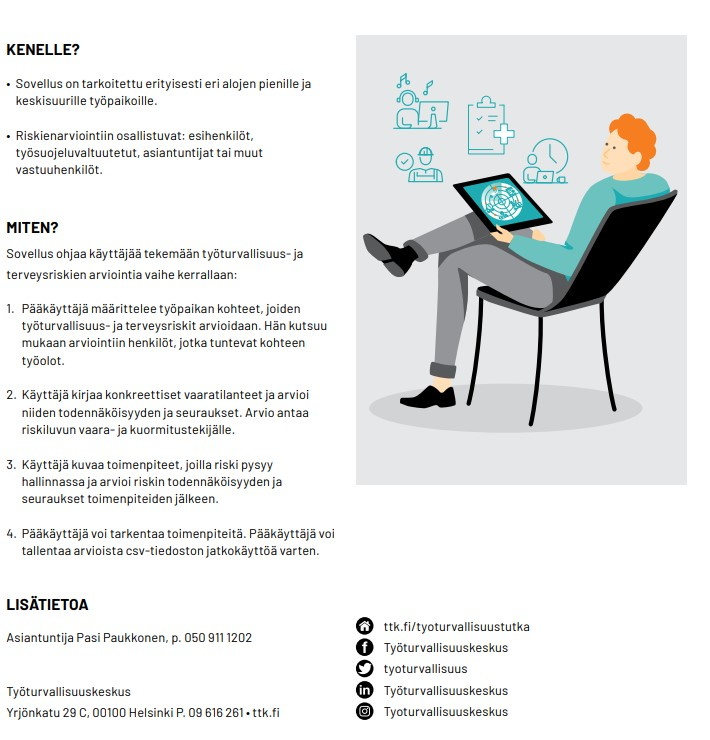 KENELLE?
• Sovellus on tarkoitettu erityisesti eri alojen pienille ja
keskisuurille työpaikoille.
• Riskienarviointiin osallistuvat: esihenkilöt,
työsuojeluvaltuutetut, asiantuntijat tai muut
vastuuhenkilöt.
MITEN?
Sovellus ohjaa käyttäjää tekemään työturvallisuus- ja
terveysriskien arviointia vaihe kerrallaan:
1. Pääkäyttäjä määrittelee työpaikan kohteet, joiden
työturvallisuus- ja terveysriskit arvioidaan. Hän kutsuu
mukaan arviointiin henkilöt, jotka tuntevat kohteen
työolot.
2. Käyttäjä kirjaa konkreettiset vaaratilanteet ja arvioi
niiden todennäköisyyden ja seuraukset. Arvio antaa
riskiluvun vaara- ja kuormitustekijälle.
3. Käyttäjä kuvaa toimenpiteet, joilla riski pysyy
hallinnassa ja arvioi riskin todennäköisyyden ja
seuraukset toimenpiteiden jälkeen.
4. Pääkäyttäjä voi tarkentaa toimenpiteitä. Pääkäyttäjä voi
tallentaa arvioista csv-tiedoston jatkokäyttöä varten.
LISÄTIETOA
Asiantuntija Pasi Paukkonen, p. 050 911 1202
Työturvallisuuskeskus
Yrjönkatu 29 C, 00100 Helsinki P. 09 616 261 • ttk.fi
ttk.fi/tyoturvallisuustutka
Työturvallisuuskeskus
tyoturvallisuus
Työturvallisuuskeskus
Tyoturvallisuuskeskus